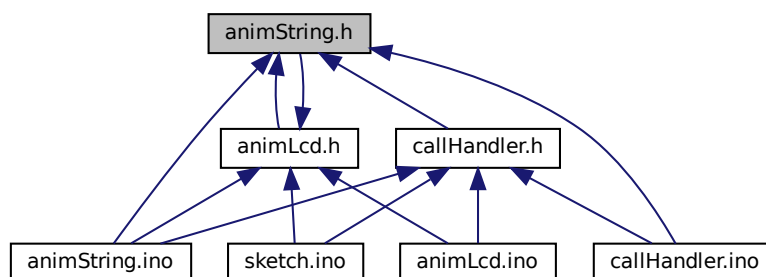 animString.h
animLcd.h
callHandler.h
animString.ino
sketch.ino
animLcd.ino
callHandler.ino